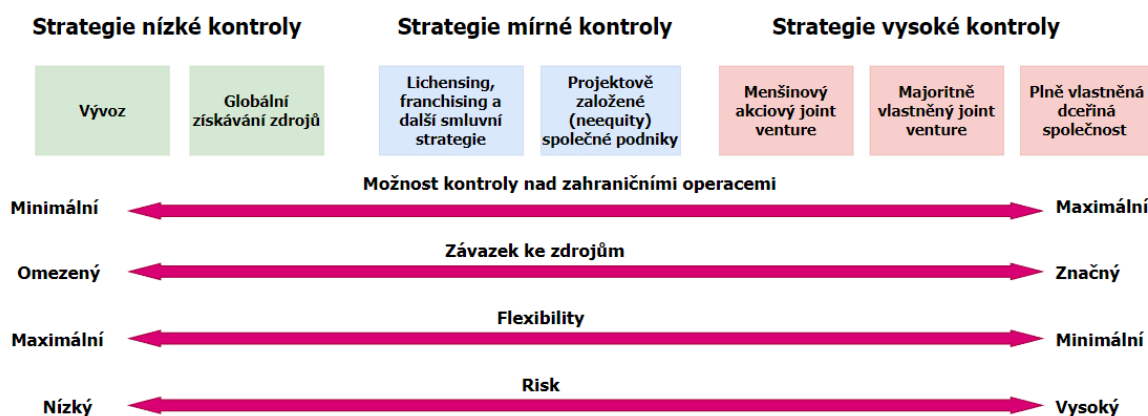 Strategie nízké kontroly
Strategie mírné kontroly
Strategie vysoké kontroly
Vývoz
Globální
získávání zdrojů
Lichensing,
franchising a
další smluvní
strategie
Projektově
založené
(neequity)
společné podniky
Menšinový
akciový joint
venture
Majoritně
vlastněný joint
venture
Plně vlastněná
dceřiná
společnost
Možnost kontroly nad zahraničními operacemi
Minimální
Maximální
Závazek ke zdrojům
Omezený
Značný
Flexibility
Maximální
Minimální
Risk
Nízký
Vysoký